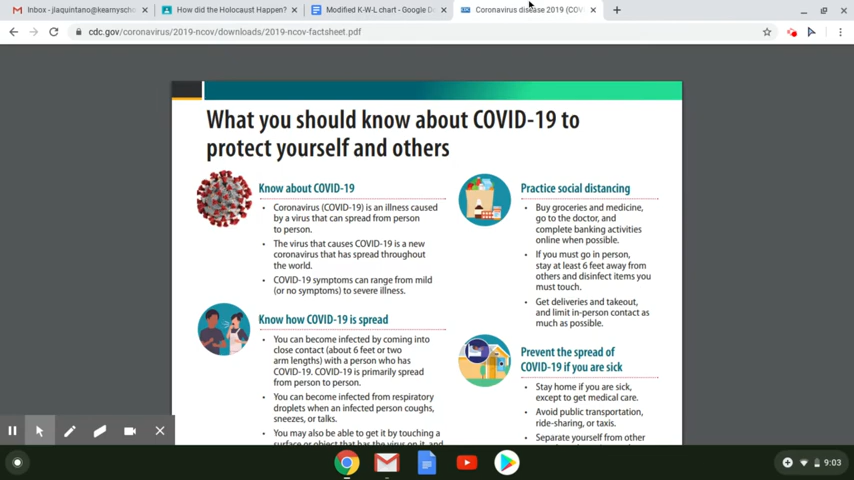 Inbox - jlaquintano@kearnyscho
How did the Holocaust Happen?
Modified K-W-L chart - Google D
Coronavirus disease 2019 (COV
cdc.gov/coronavirus/2019-ncov/downloads/2019-ncov-factsheet.pdf
What you should know about COVID-19 to
protect yourself and others
Know about COVID-19
• Coronavirus (COVID-19) is an illness caused
by a virus that can spread from person
to person.
• The virus that causes COVID-19 is a new
coronavirus that has spread throughout
the world.
• COVID-19 symptoms can range from mild
(or no symptoms) to severe illness.
Know how COVID-19 is spread
• You can become infected by coming into
close contact (about 6 feet or two
arm lengths) with a person who has
COVID-19. COVID-19 is primarily spread
from person to person.
• You can become infected from respiratory
droplets when an infected person coughs,
sneezes, or talks.
• You may also be able to get it by touching a
surface or object that has the virus on it, and
Practice social distancing
• Buy groceries and medicine,
go to the doctor, and
complete banking activities
online when possible.
• If you must go in person,
stay at least 6 feet away from
others and disinfect items you
must touch.
• Get deliveries and takeout,
and limit in-person contact as
much as possible.
Prevent the spread of
COVID-19 if you are sick
• Stay home if you are sick,
except to get medical care.
• Avoid public transportation,
ride-sharing, or taxis.
• Separate yourself from other
9:03